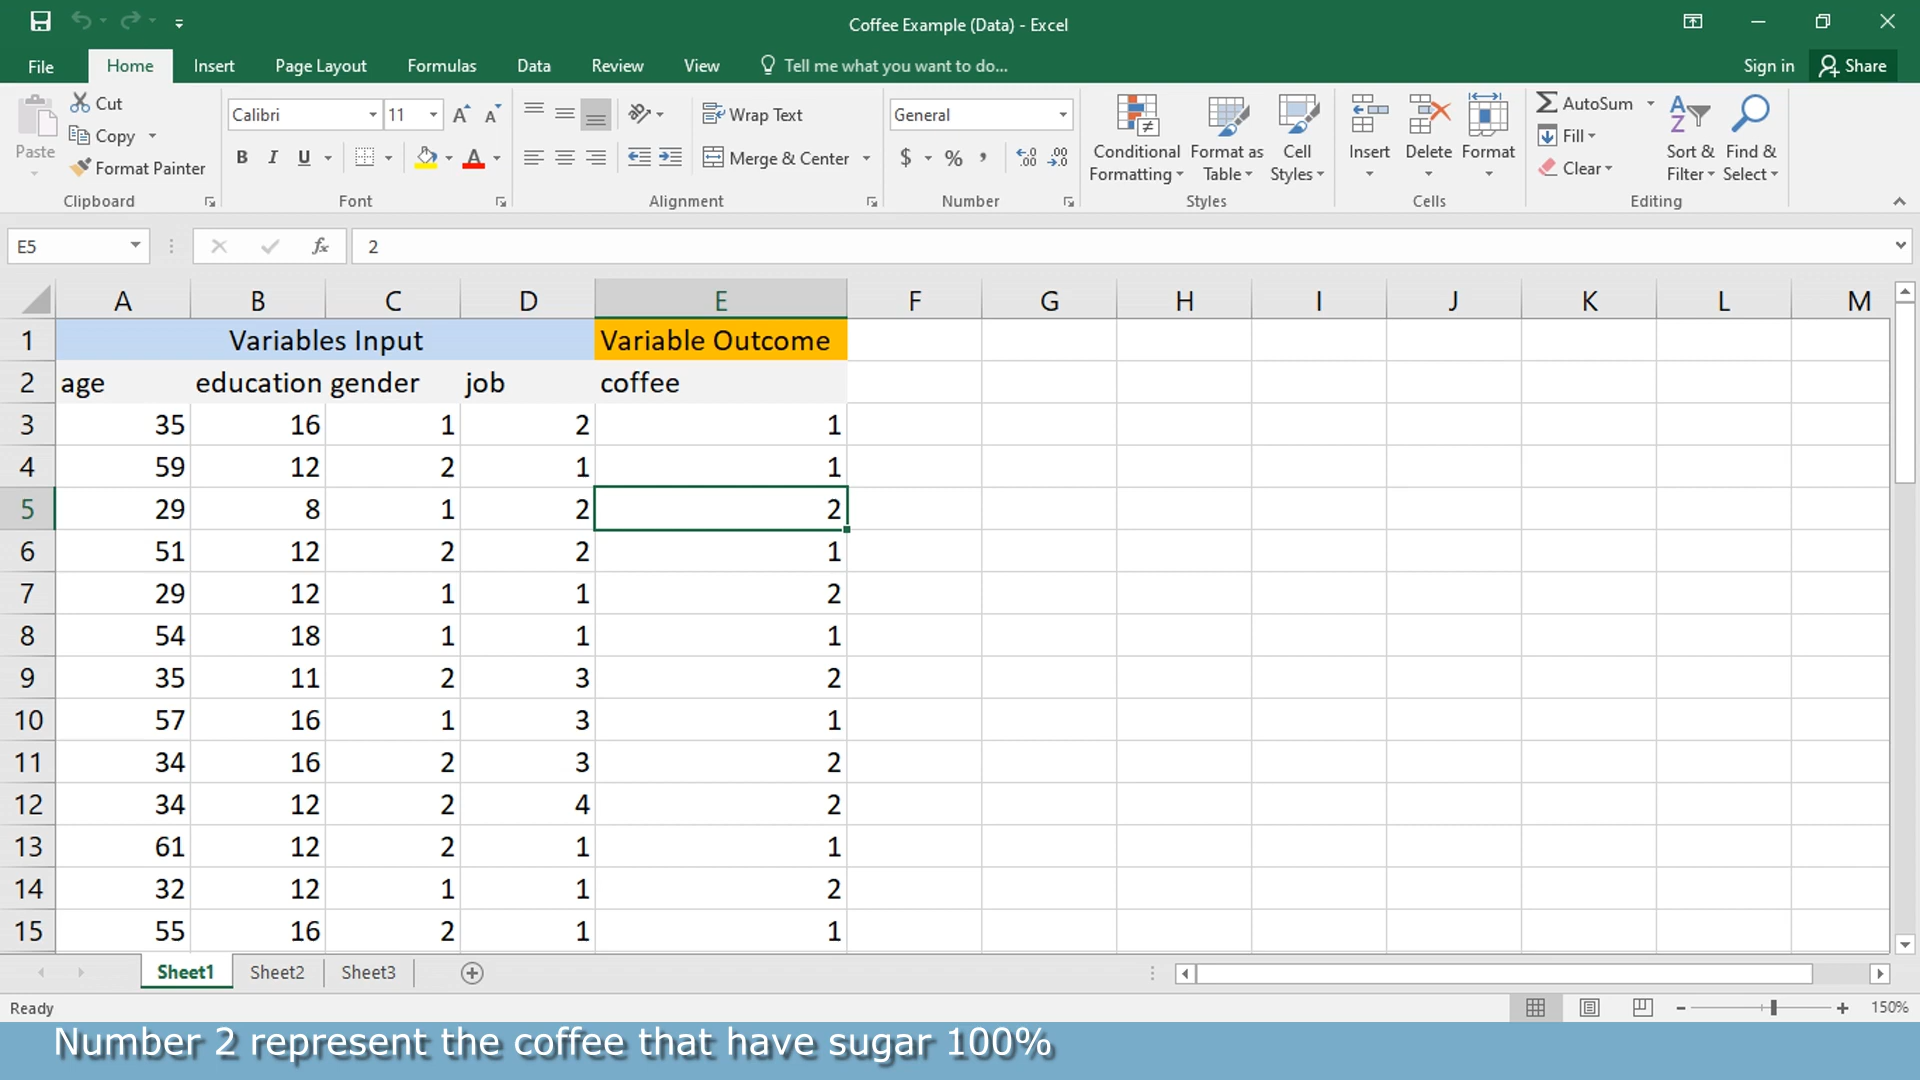 Coffee Example (Data) - Excel
File Home Insert Page Layout Formulas Data Review View Tell me what you want to do... Sign in Share
Paste
Cut
Copy
Format Painter
Clipboard
Calibri 11
B I U
Font
Wrap Text
Merge & Center
Alignment
General
$ % ,
Number
Conditional Formatting
Format as Table
Cell Styles
Styles
Insert Delete Format
Cells
AutoSum
Fill
Clear
Sort & Filter
Find & Select
Editing
E5 fx 2
A B C D E F G H I J K L M
1 Variables Input Variable Outcome
2 age education gender job coffee
3 35 16 1 2 1
4 59 12 2 1 1
5 29 8 1 2 2
6 51 12 2 2 1
7 29 12 1 1 2
8 54 18 1 1 1
9 35 11 2 3 2
10 57 16 1 3 1
11 34 16 2 3 2
12 34 12 2 4 2
13 61 12 2 1 1
14 32 12 1 1 2
15 55 16 2 1 1
Sheet1 Sheet2 Sheet3
Ready 150%
Number 2 represent the coffee that have sugar 100%